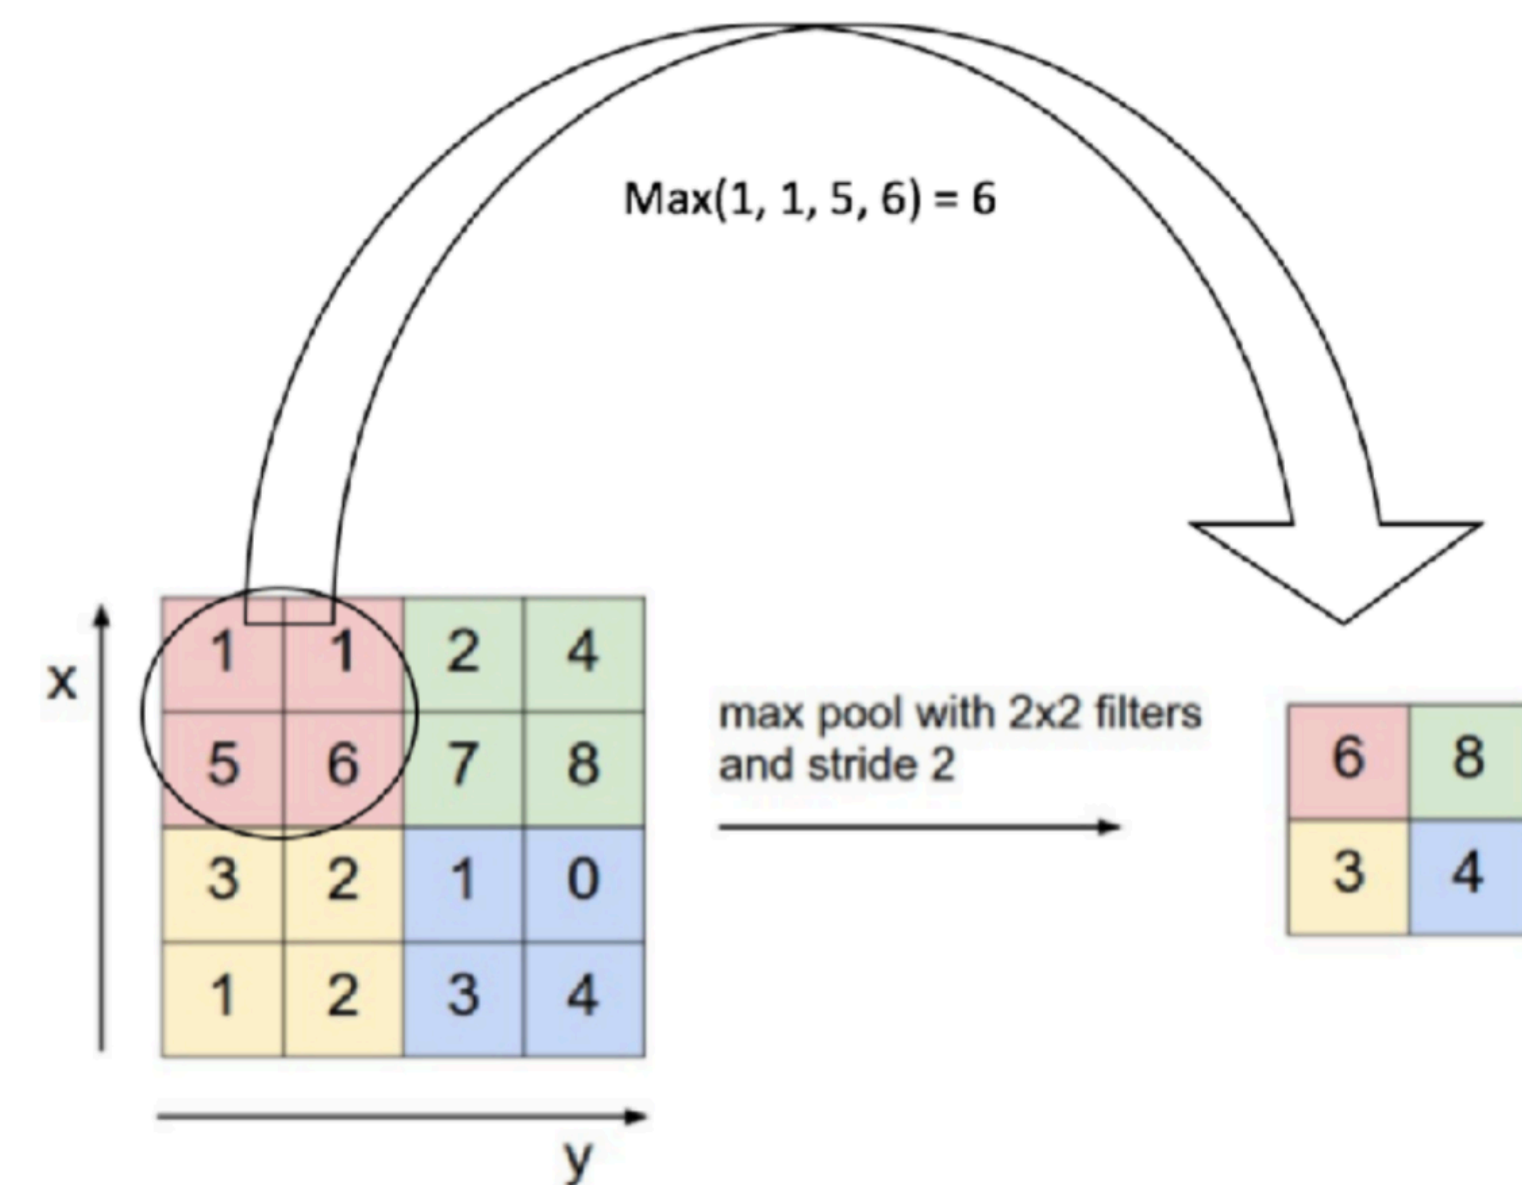 Max(1, 1, 5, 6) = 6
x
1 1 2 4
5 6 7 8
3 2 1 0
1 2 3 4
y
max pool with 2x2 filters
and stride 2
6 8
3 4